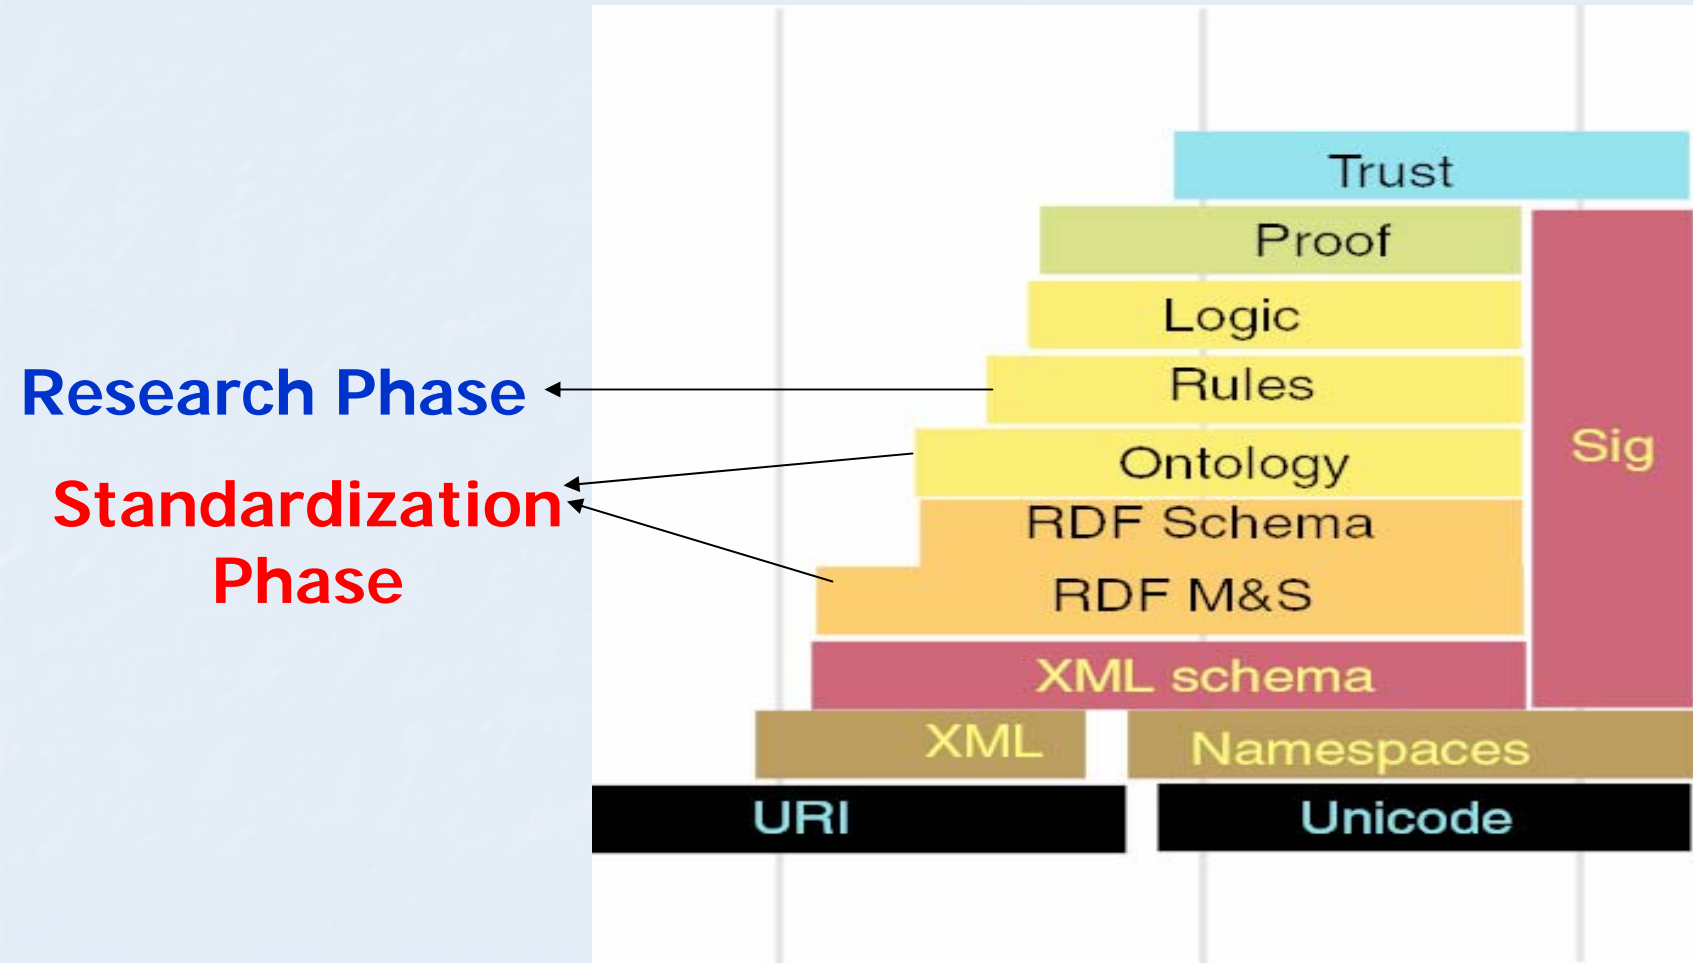 Research Phase
Standardization
Phase
Trust
Proof
Logic
Rules
Ontology
RDF Schema
RDF M&S
XML schema
Sig
XML
Namespaces
URI
Unicode